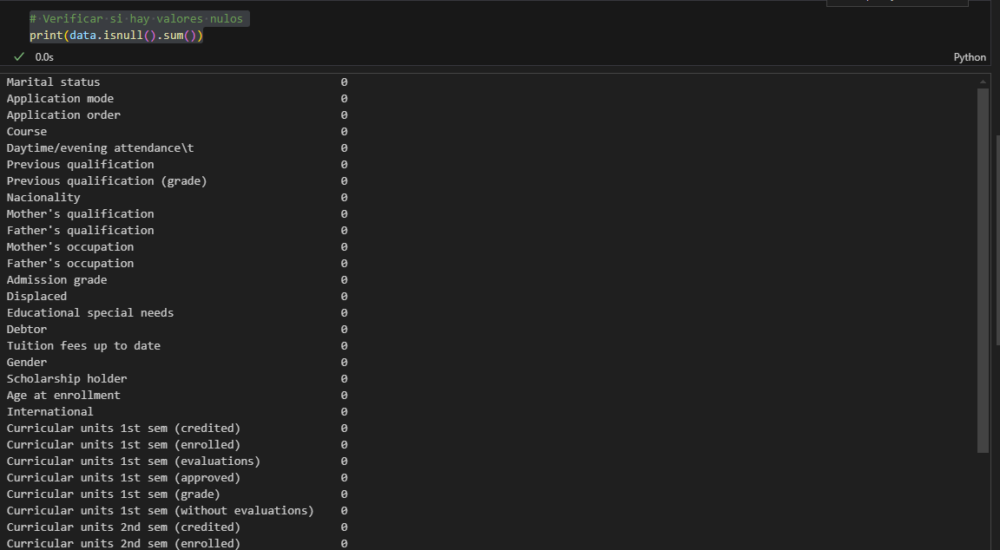 # Verificar si hay valores nulos
print(data.isnull().sum())
0.0s
Python
Marital status 0
Application mode 0
Application order 0
Course 0
Daytime/evening attendance\t 0
Previous qualification 0
Previous qualification (grade) 0
Nacionality 0
Mother's qualification 0
Father's qualification 0
Mother's occupation 0
Father's occupation 0
Admission grade 0
Displaced 0
Educational special needs 0
Debtor 0
Tuition fees up to date 0
Gender 0
Scholarship holder 0
Age at enrollment 0
International 0
Curricular units 1st sem (credited) 0
Curricular units 1st sem (enrolled) 0
Curricular units 1st sem (evaluations) 0
Curricular units 1st sem (approved) 0
Curricular units 1st sem (grade) 0
Curricular units 1st sem (without evaluations) 0
Curricular units 2nd sem (credited) 0
Curricular units 2nd sem (enrolled) 0